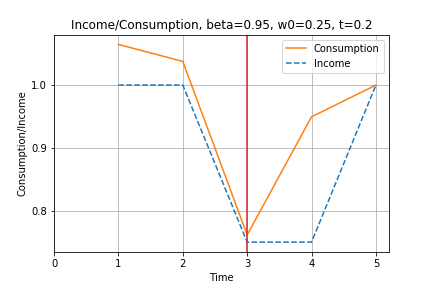 Income/Consumption, beta=0.95, w0=0.25, t=0.2
Consumption
Income
Consumption/Income
1.0
0.9
0.8
0
1
2
3
4
5
Time